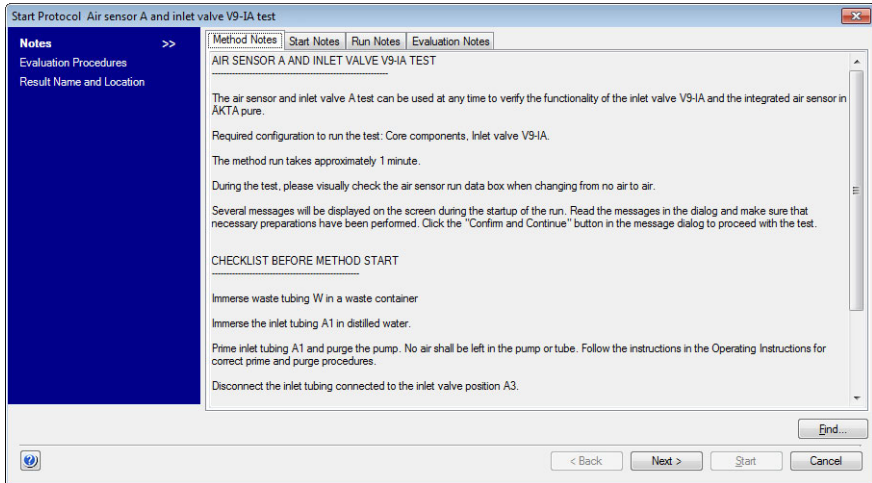 Start Protocol Air sensor A and inlet valve V9-IA test
Notes >>
Evaluation Procedures
Result Name and Location
Method Notes Start Notes Run Notes Evaluation Notes
AIR SENSOR A AND INLET VALVE V9-IA TEST
------------------------------------------------------------
The air sensor and inlet valve A test can be used at any time to verify the functionality of the inlet valve V9-IA and the integrated air sensor in
ÄKTA pure.
Required configuration to run the test: Core components, Inlet valve V9-IA.
The method run takes approximately 1 minute.
During the test, please visually check the air sensor run data box when changing from no air to air.
Several messages will be displayed on the screen during the startup of the run. Read the messages in the dialog and make sure that
necessary preparations have been performed. Click the "Confirm and Continue" button in the message dialog to proceed with the test.
CHECKLIST BEFORE METHOD START
--------------------------------------------------
Immerse waste tubing W in a waste container
Immerse the inlet tubing A1 in distilled water.
Prime inlet tubing A1 and purge the pump. No air shall be left in the pump or tube. Follow the instructions in the Operating Instructions for
correct prime and purge procedures.
Disconnect the inlet tubing connected to the inlet valve position A3.
Find...
? < Back Next > Start Cancel